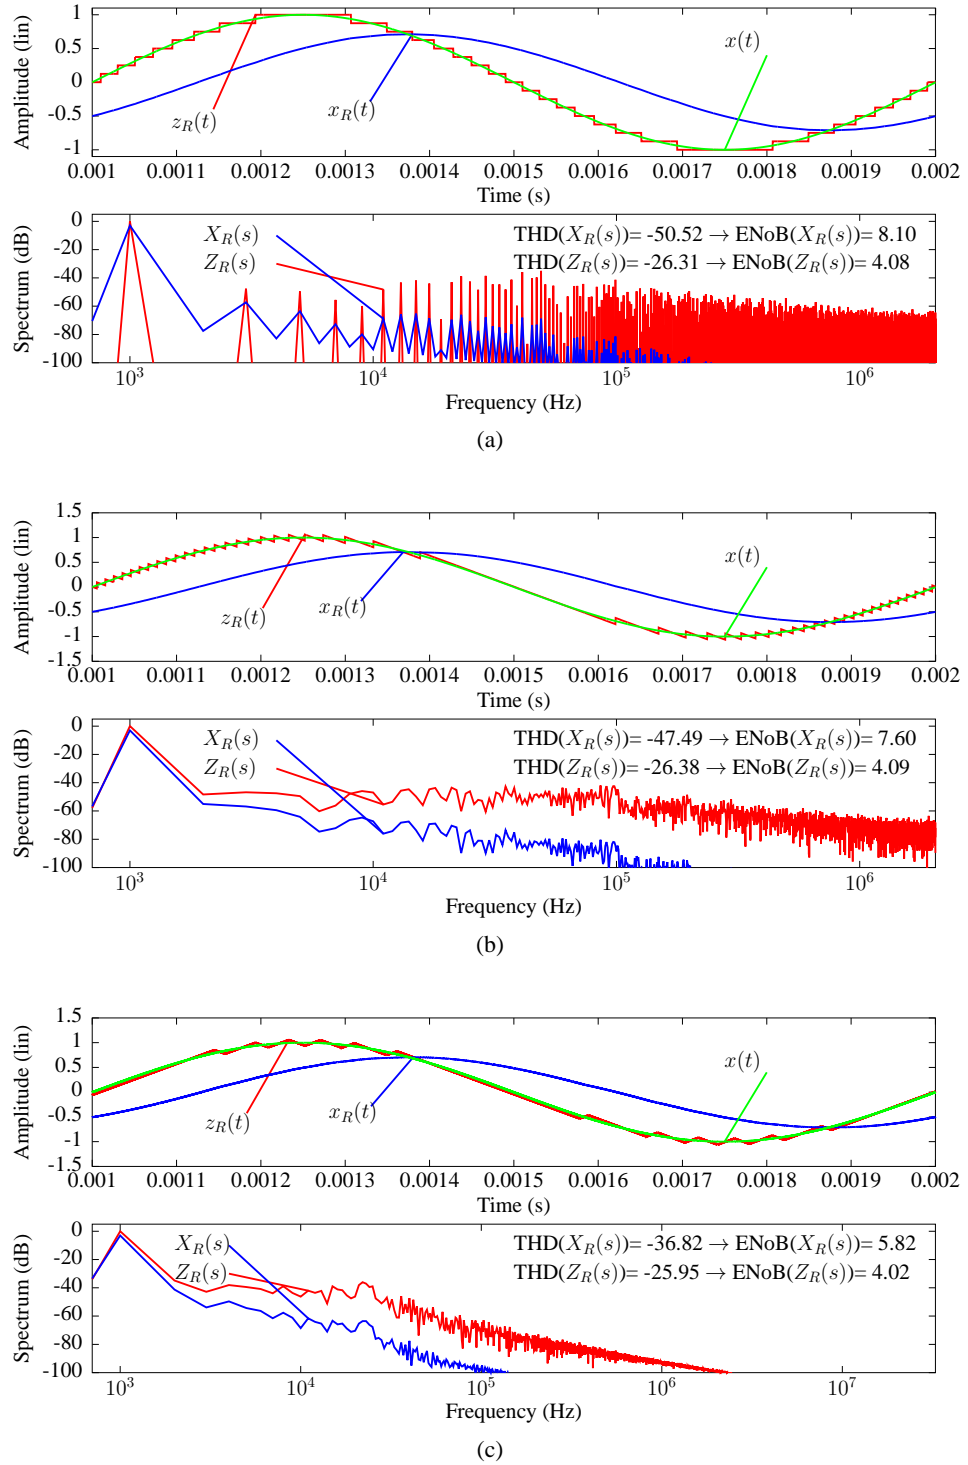 Amplitude (lin)
1
0.5
0
-0.5
-1
z_R(t)
x_R(t)
x(t)
0.001 0.0011 0.0012 0.0013 0.0014 0.0015 0.0016 0.0017 0.0018 0.0019 0.002
Time (s)
Spectrum (dB)
0
-20
-40
-60
-80
-100
X_R(s)
Z_R(s)
THD(X_R(s))= -50.52 → ENoB(X_R(s))= 8.10
THD(Z_R(s))= -26.31 → ENoB(Z_R(s))= 4.08
10^3 10^4 10^5 10^6
Frequency (Hz)
(a)
Amplitude (lin)
1.5
1
0.5
0
-0.5
-1
-1.5
z_R(t)
x_R(t)
x(t)
0.001 0.0011 0.0012 0.0013 0.0014 0.0015 0.0016 0.0017 0.0018 0.0019 0.002
Time (s)
Spectrum (dB)
0
-20
-40
-60
-80
-100
X_R(s)
Z_R(s)
THD(X_R(s))= -47.49 → ENoB(X_R(s))= 7.60
THD(Z_R(s))= -26.38 → ENoB(Z_R(s))= 4.09
10^3 10^4 10^5 10^6
Frequency (Hz)
(b)
Amplitude (lin)
1.5
1
0.5
0
-0.5
-1
-1.5
z_R(t)
x_R(t)
x(t)
0.001 0.0011 0.0012 0.0013 0.0014 0.0015 0.0016 0.0017 0.0018 0.0019 0.002
Time (s)
Spectrum (dB)
0
-20
-40
-60
-80
-100
X_R(s)
Z_R(s)
THD(X_R(s))= -36.82 → ENoB(X_R(s))= 5.82
THD(Z_R(s))= -25.95 → ENoB(Z_R(s))= 4.02
10^3 10^4 10^5 10^6 10^7
Frequency (Hz)
(c)